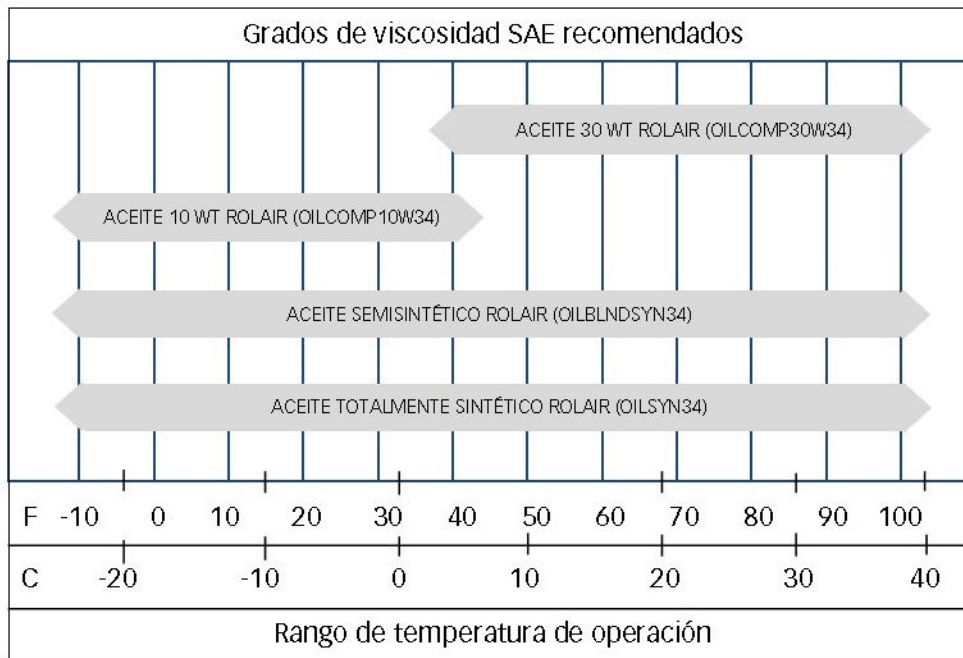 Grados de viscosidad SAE recomendados
ACEITE 30 WT ROLAIR (OILCOMP30W34)
ACEITE 10 WT ROLAIR (OILCOMP10W34)
ACEITE SEMISINTÉTICO ROLAIR (OILBLNDSYN34)
ACEITE TOTALMENTE SINTÉTICO ROLAIR (OILSYN34)
F -10 0 10 20 30 40 50 60 70 80 90 100
C -20 -10 0 10 20 30 40
Rango de temperatura de operación